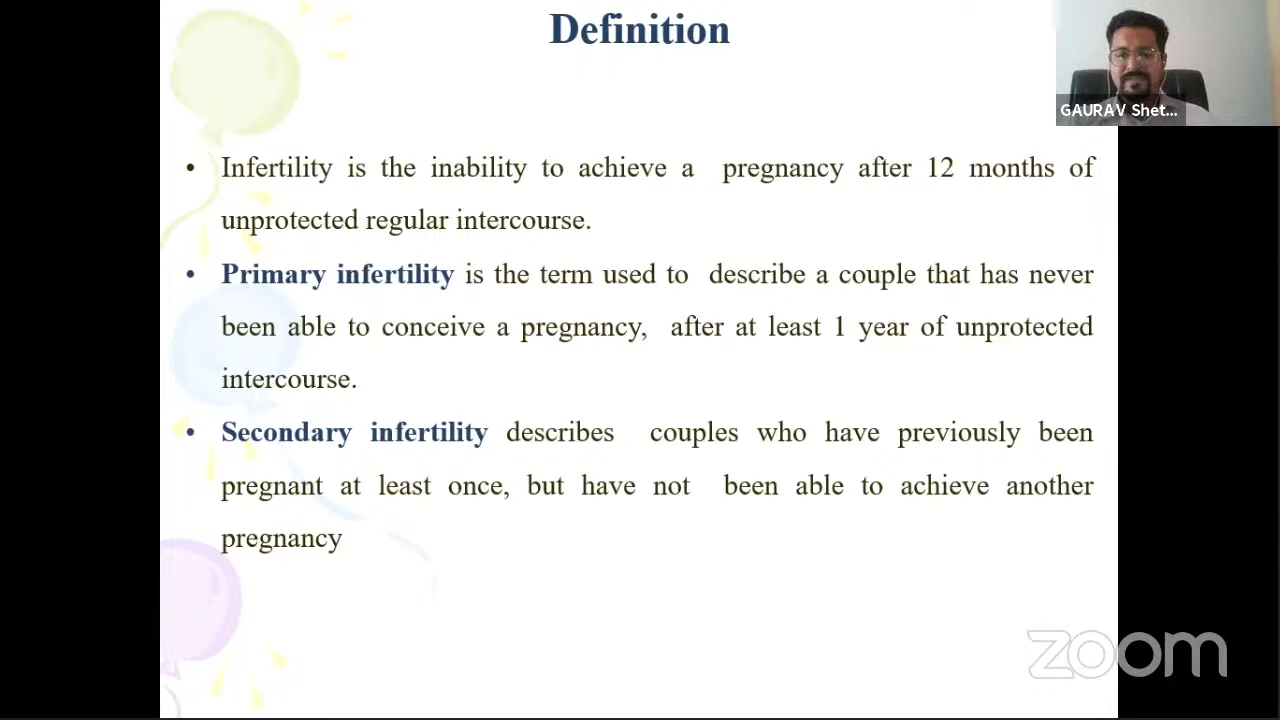 Definition
GAURAV Shet...
Infertility is the inability to achieve a pregnancy after 12 months of
unprotected regular intercourse.
Primary infertility is the term used to describe a couple that has never
been able to conceive a pregnancy, after at least 1 year of unprotected
intercourse.
Secondary infertility describes couples who have previously been
pregnant at least once, but have not been able to achieve another
pregnancy
zoom